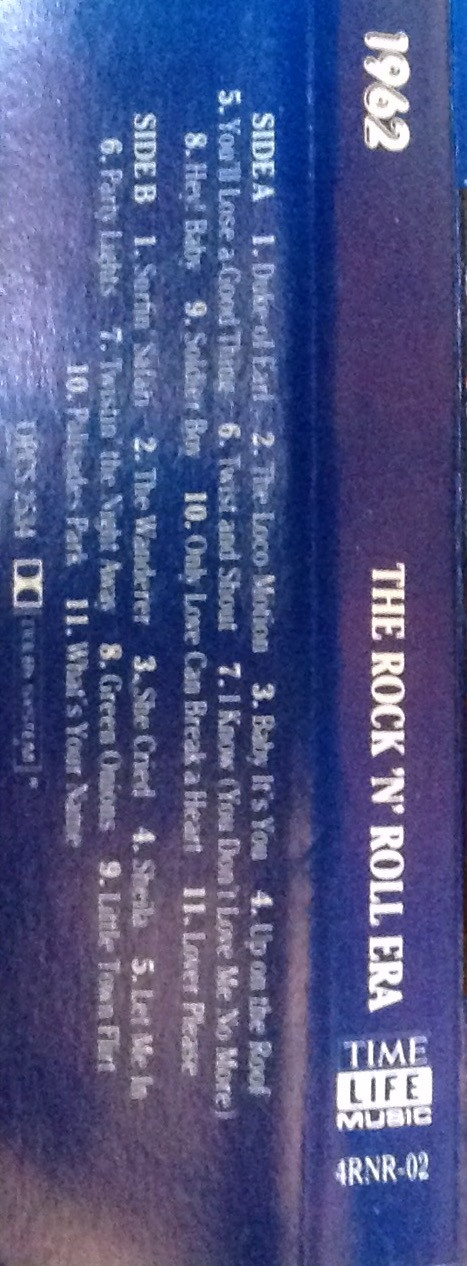 1962 THE ROCK 'N' ROLL ERA
TIME
LIFE
MUSIC
4RNR-02
SIDE A 1. Duke of Earl 2. The Loco-Motion 3. Baby It's You 4. Up on the Roof
5. You'll Lose a Good Thing 6. Twist and Shout 7. I Know (You Don't Love Me No More)
8. Hey! Baby 9. Soldier Boy 10. Only Love Can Break a Heart 11. Lover Please
SIDE B 1. Surfin' Safari 2. The Wanderer 3. She Cried 4. Sheila 5. Let Me In
6. Party Lights 7. Twistin' the Night Away 8. Green Onions 9. Little Town Flirt
10. Palisades Park 11. What's Your Name